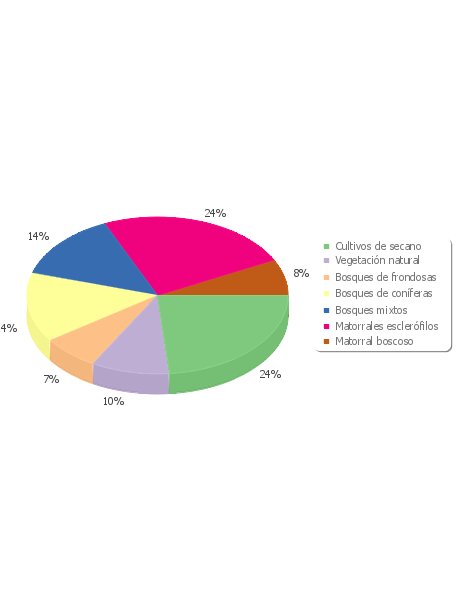 24%
14%
8%
4%
7%
10%
24%
Cultivos de secano
Vegetación natural
Bosques de frondosas
Bosques de coníferas
Bosques mixtos
Matorrales esclerófilos
Matorral boscoso